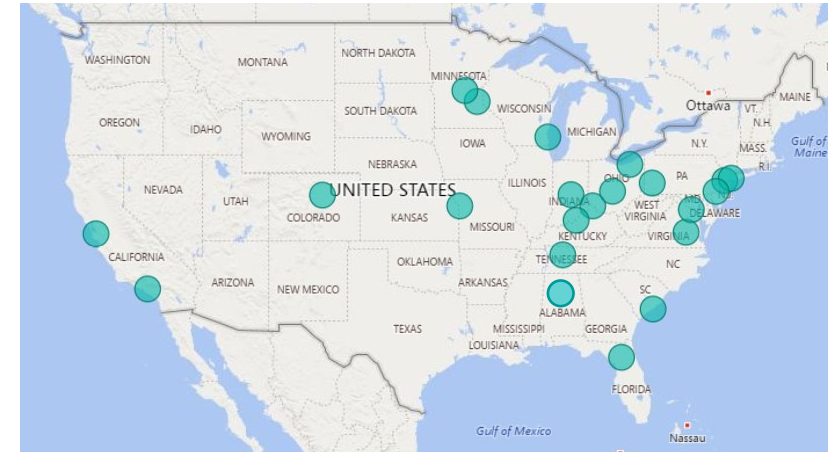 WASHINGTON
MONTANA
NORTH DAKOTA
MINNESOTA
Ottawa
MAINE
VT.
N.H.
OREGON
IDAHO
WYOMING
SOUTH DAKOTA
WISCONSIN
MICHIGAN
N.Y.
MASS.
R.I.
Gulf of
Maine
NEBRASKA
IOWA
NEVADA
UTAH
UNITED STATES
ILLINOIS
INDIANA
OHIO
PA
MD
DELAWARE
COLORADO
KANSAS
MISSOURI
WEST
VIRGINIA
KENTUCKY
VIRGINIA
CALIFORNIA
ARIZONA
NEW MEXICO
OKLAHOMA
ARKANSAS
TENNESSEE
NC
SC
TEXAS
MISSISSIPPI
ALABAMA
GEORGIA
LOUISIANA
FLORIDA
Gulf of Mexico
Nassau